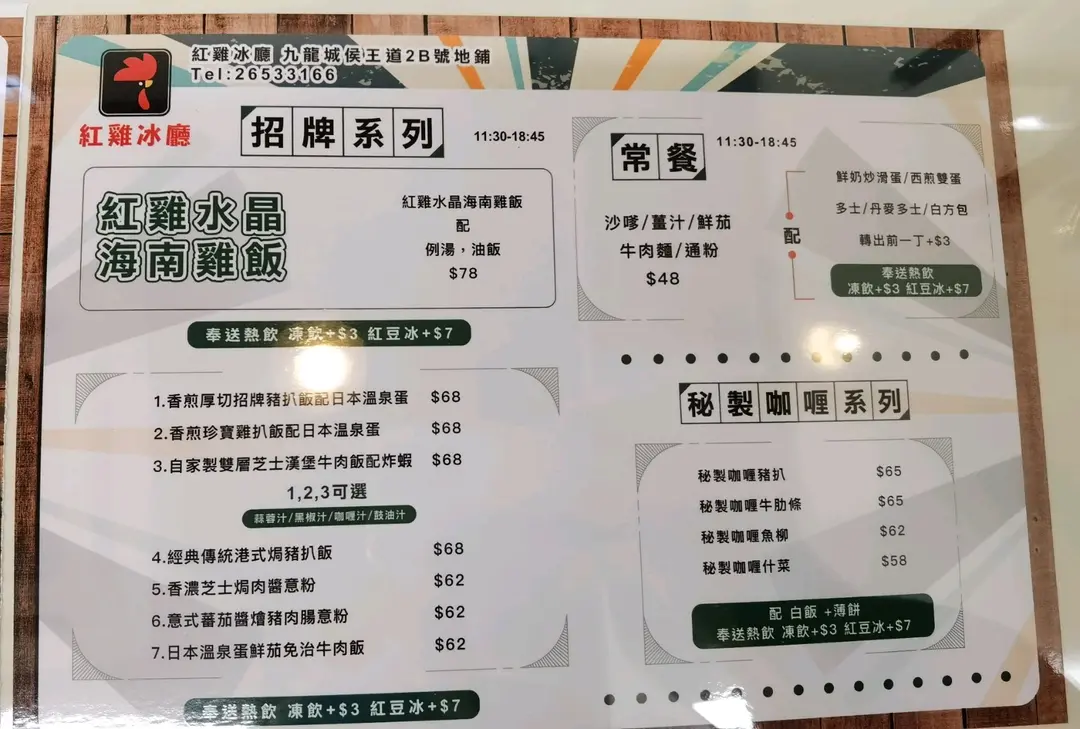 紅雞冰廳 九龍城侯王道2B號地鋪
Tel:26533166
紅雞冰廳
招牌系列
11:30-18:45
紅雞水晶
海南雞飯
紅雞水晶海南雞飯
配
例湯，油飯
$78
奉送熱飲 凍飲+$3 紅豆冰+$7
1.香煎厚切招牌豬扒飯配日本溫泉蛋 $68
2.香煎珍寶雞扒飯配日本溫泉蛋 $68
3.自家製雙層芝士漢堡牛肉飯配炸蝦 $68
1,2,3可選
蒜蓉汁/黑椒汁/咖喱汁/鼓油汁
4.經典傳統港式焗豬扒飯 $68
5.香濃芝士焗肉醬意粉 $62
6.意式蕃茄醬燴豬肉腸意粉 $62
7.日本溫泉蛋鮮茄免治牛肉飯 $62
奉送熱飲 凍飲+$3 紅豆冰+$7
常餐
11:30-18:45
沙嗲/薑汁/鮮茄
牛肉麵/通粉
$48
配
鮮奶炒滑蛋/西煎雙蛋
多士/丹麥多士/白方包
轉出前一丁+$3
奉送熱飲
凍飲+$3 紅豆冰+$7
秘製咖喱系列
秘製咖喱豬扒 $65
秘製咖喱牛肋條 $65
秘製咖喱魚柳 $62
秘製咖喱什菜 $58
配 白飯 +薄餅
奉送熱飲 凍飲+$3 紅豆冰+$7